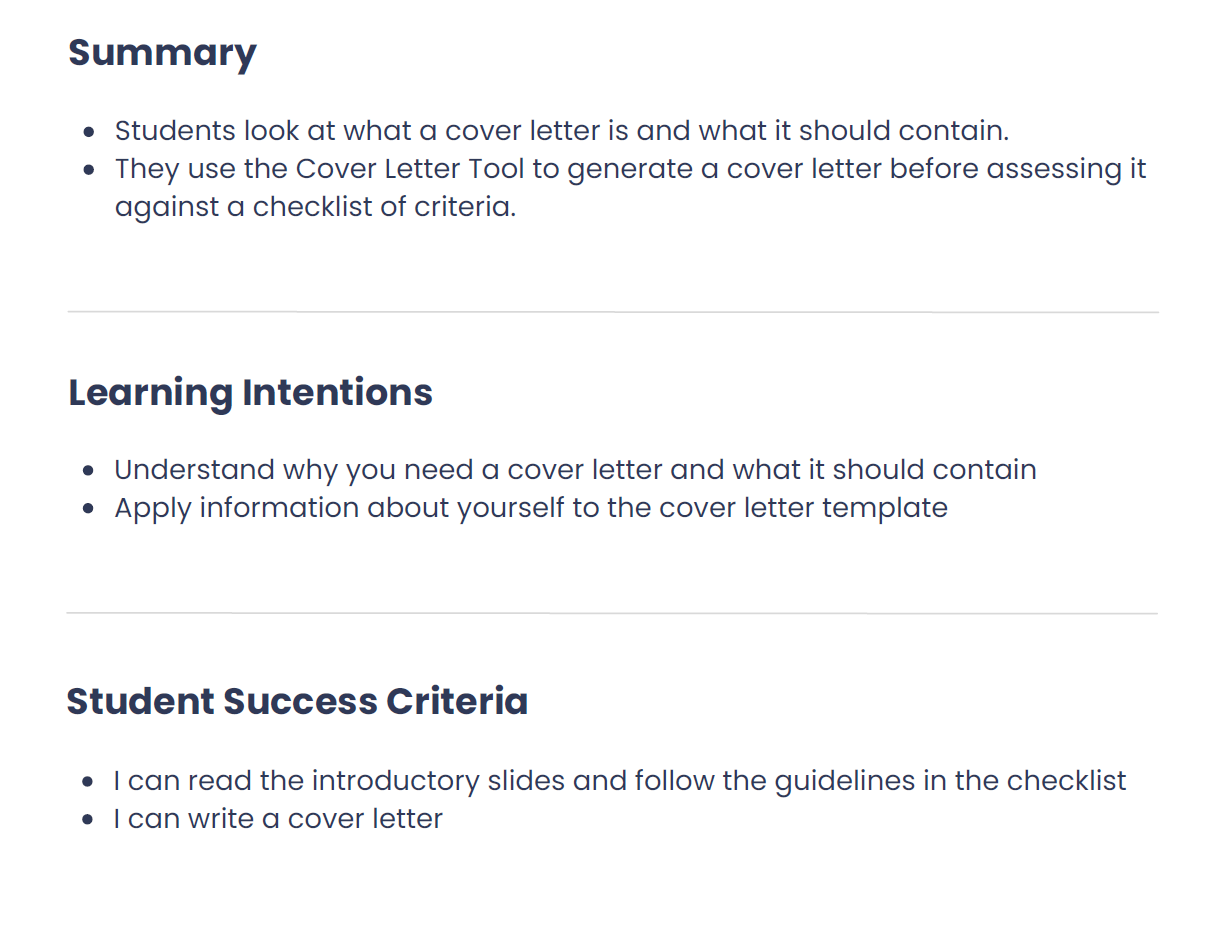 Summary
• Students look at what a cover letter is and what it should contain.
• They use the Cover Letter Tool to generate a cover letter before assessing it
against a checklist of criteria.
Learning Intentions
• Understand why you need a cover letter and what it should contain
• Apply information about yourself to the cover letter template
Student Success Criteria
• I can read the introductory slides and follow the guidelines in the checklist
• I can write a cover letter